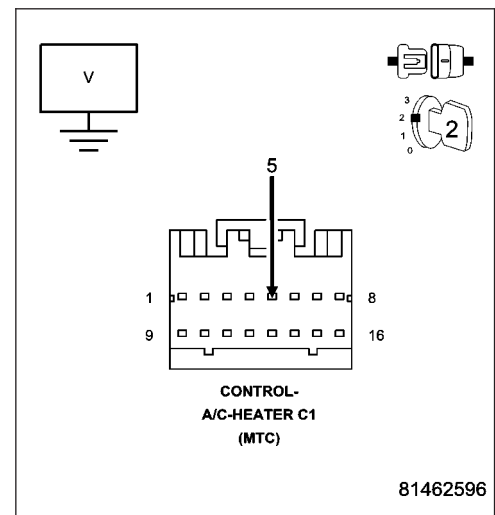 V
3
2
1
0
2
5
1 8
9 16
CONTROL-
A/C-HEATER C1
(MTC)
81462596